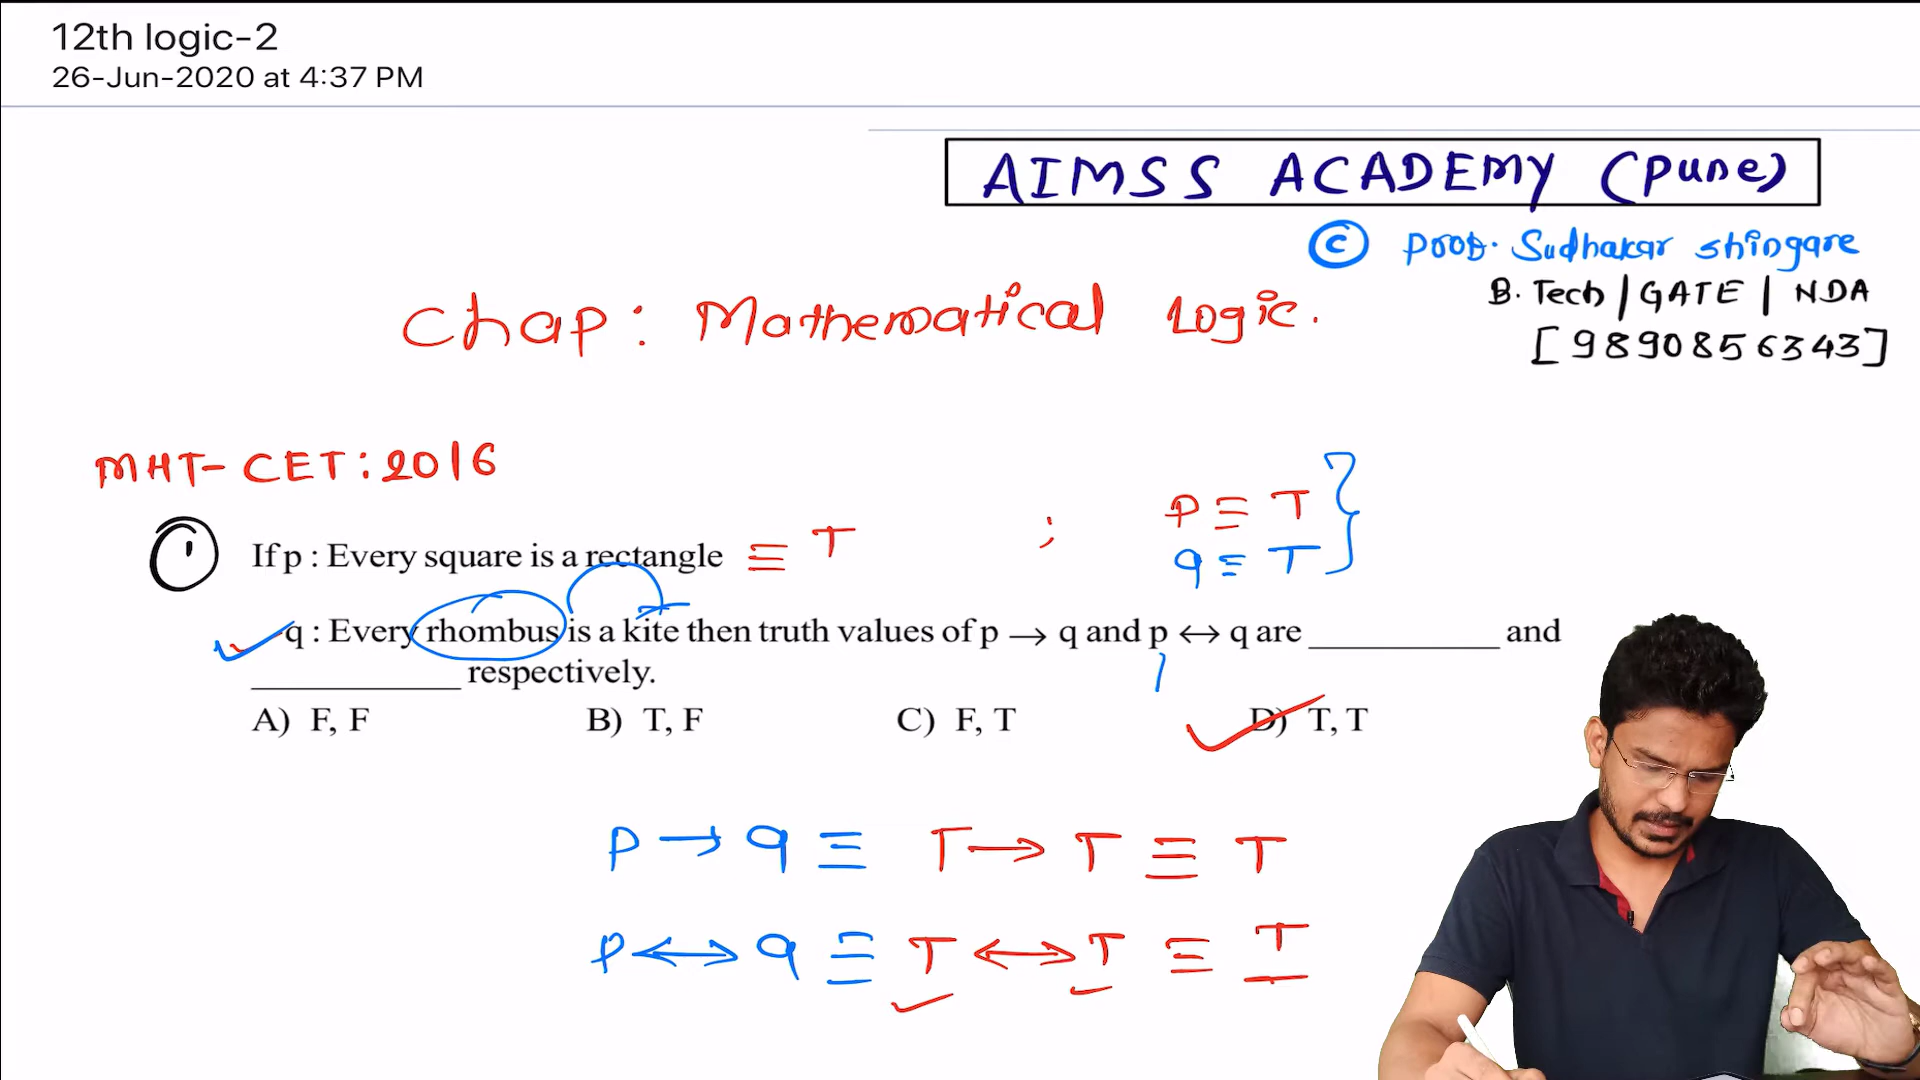 12th logic-2
26-Jun-2020 at 4:37 PM
AIMSS ACADEMY (Pune)
© Prof. Sudhakar Shingare
B. Tech | GATE | NDA
[9890856343]
Chap: Mathematical Logic.
MHT-CET: 2016
1 If p : Every square is a rectangle ≡ T ; p ≡ T
q ≡ T
q : Every rhombus is a kite then truth values of p → q and p ↔ q are ___________ and
____________ respectively.
A) F, F B) T, F C) F, T D) T, T
P → q ≡ T → T ≡ T
P ↔ q ≡ T ↔ T ≡ T